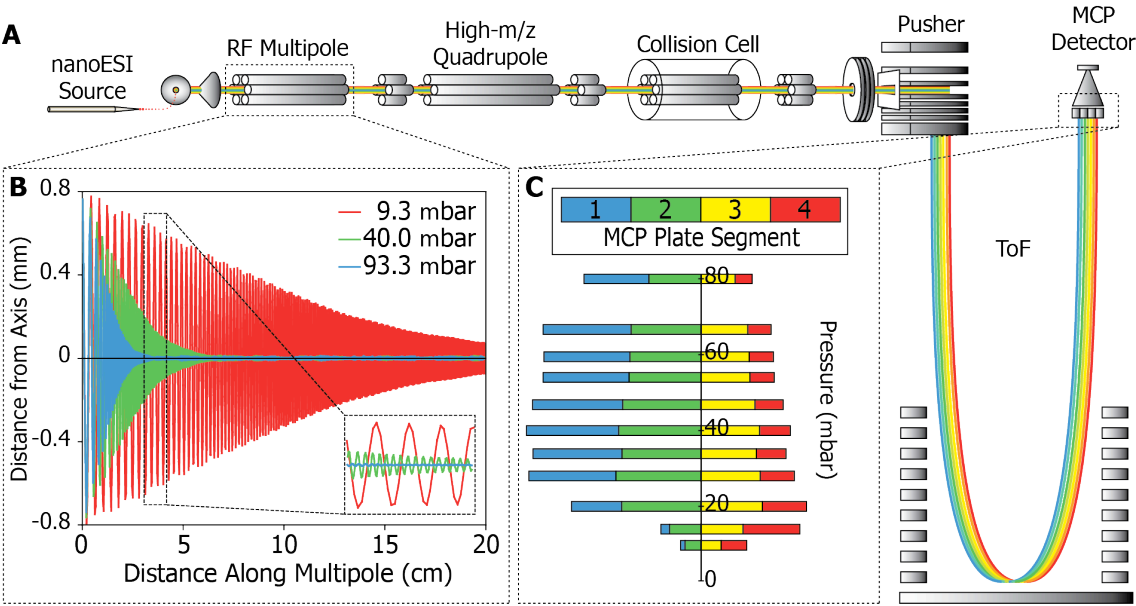 A
nanoESI
Source
RF Multipole
High-m/z
Quadrupole
Collision Cell
Pusher
MCP
Detector
B
0.8
0.4
0
-0.4
-0.8
Distance from Axis (mm)
9.3 mbar
40.0 mbar
93.3 mbar
0
5
10
15
20
Distance Along Multipole (cm)
C
1 2 3 4
MCP Plate Segment
80
60
40
20
0
Pressure (mbar)
ToF